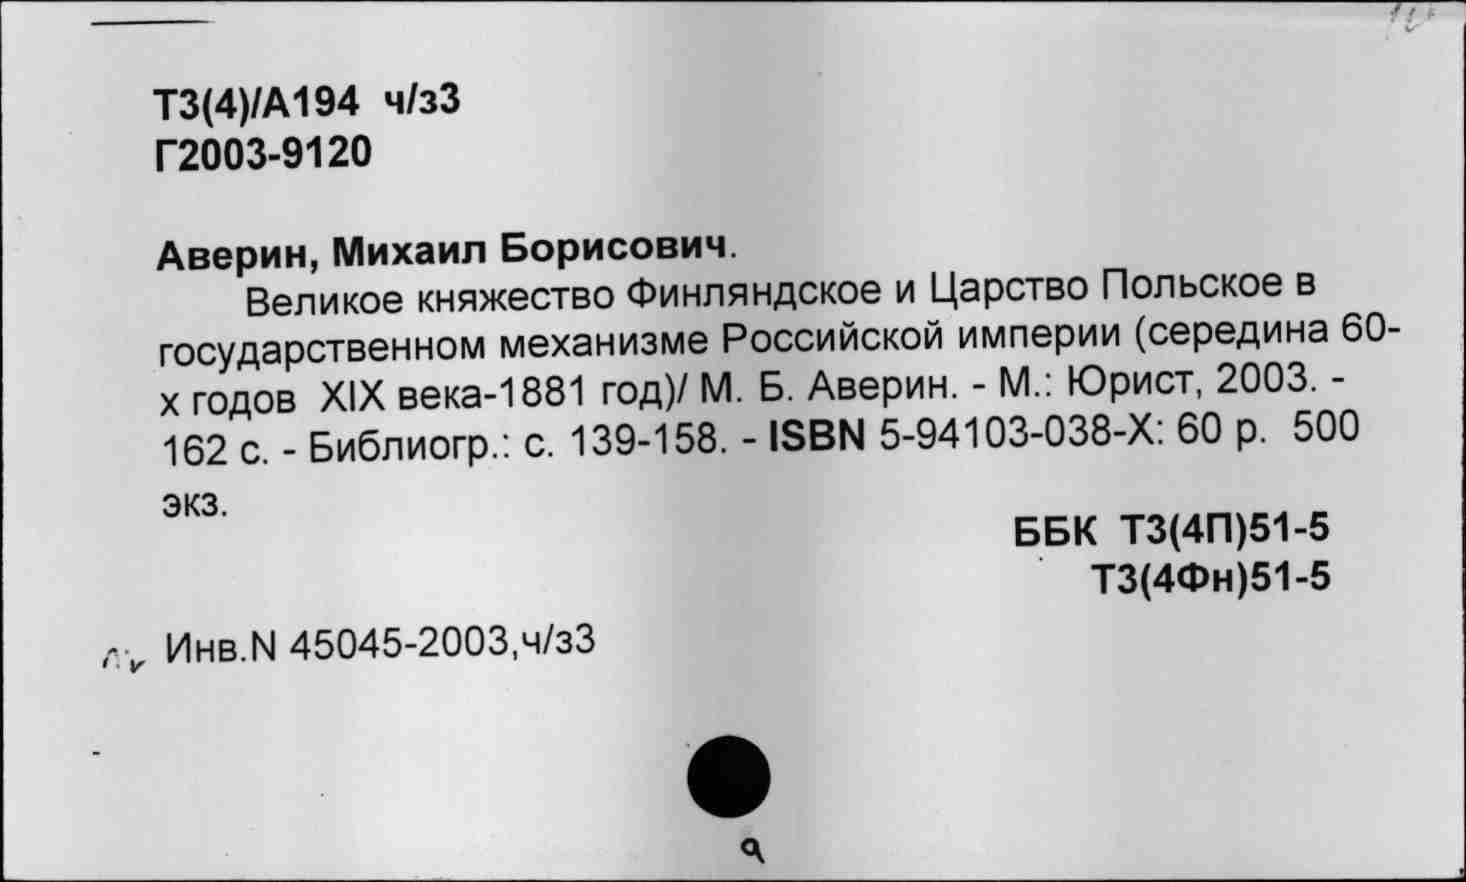 Т3(4)/А194 ч/з3
Г2003-9120
Аверин, Михаил Борисович.
Великое княжество Финляндское и Царство Польское в
государственном механизме Российской империи (середина 60-
х годов XIX века-1881 год)/ М. Б. Аверин. - М.: Юрист, 2003. -
162 с. - Библиогр.: с. 139-158. - ISBN 5-94103-038-Х: 60 р. 500
экз.
ББК Т3(4П)51-5
Т3(4Фн)51-5
Инв.N 45045-2003,ч/з3